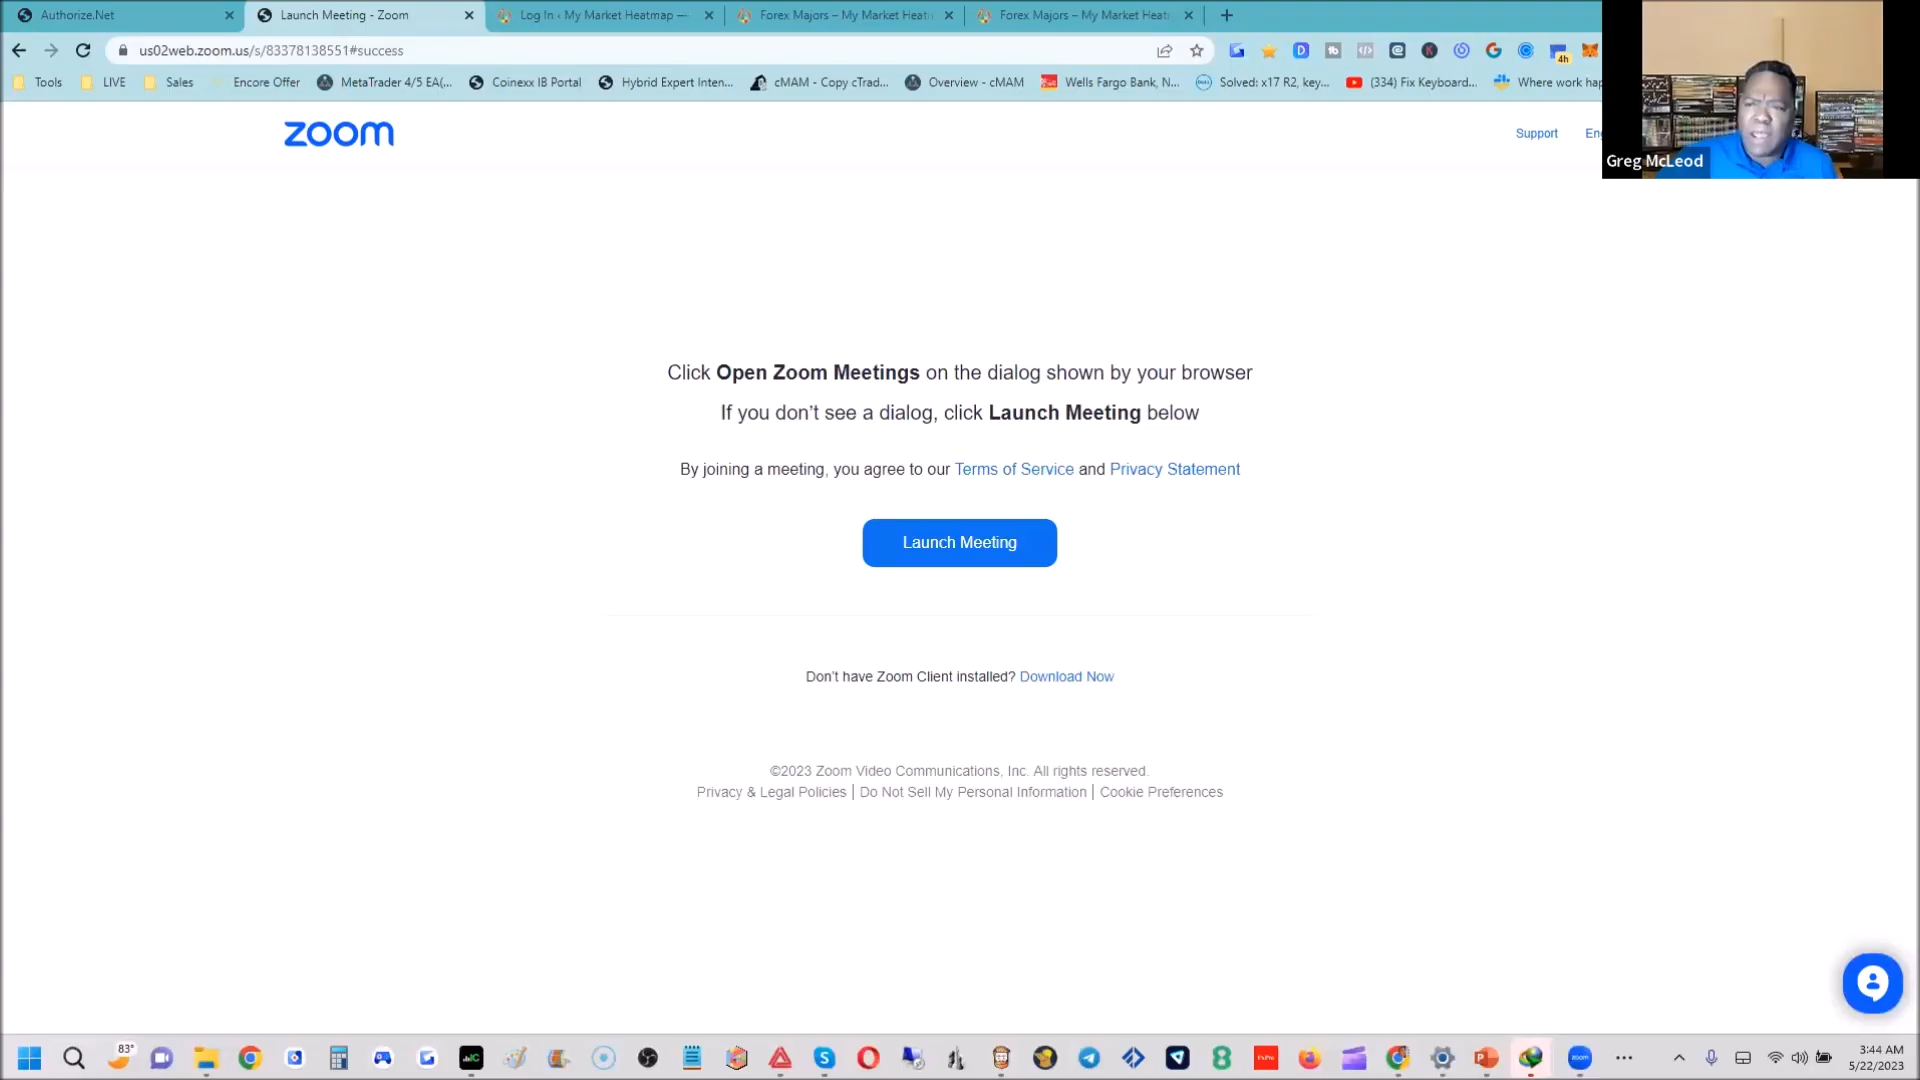 Authorize.Net
Launch Meeting - Zoom
Log In ‹ My Market Heatmap —
Forex Majors – My Market Heat
Forex Majors – My Market Heat
us02web.zoom.us/s/83378138551#success
4h
Tools
LIVE
Sales
Encore Offer
MetaTrader 4/5 EA(...
Coinexx IB Portal
Hybrid Expert Inten...
cMAM - Copy cTrad...
Overview - cMAM
Wells Fargo Bank, N...
Solved: x17 R2, key...
(334) Fix Keyboard...
Where work hap
zoom
Support
Greg McLeod
Click Open Zoom Meetings on the dialog shown by your browser
If you don’t see a dialog, click Launch Meeting below
By joining a meeting, you agree to our Terms of Service and Privacy Statement
Launch Meeting
Don’t have Zoom Client installed? Download Now
©2023 Zoom Video Communications, Inc. All rights reserved.
Privacy & Legal Policies | Do Not Sell My Personal Information | Cookie Preferences
83°
zoom
3:44 AM
5/22/2023